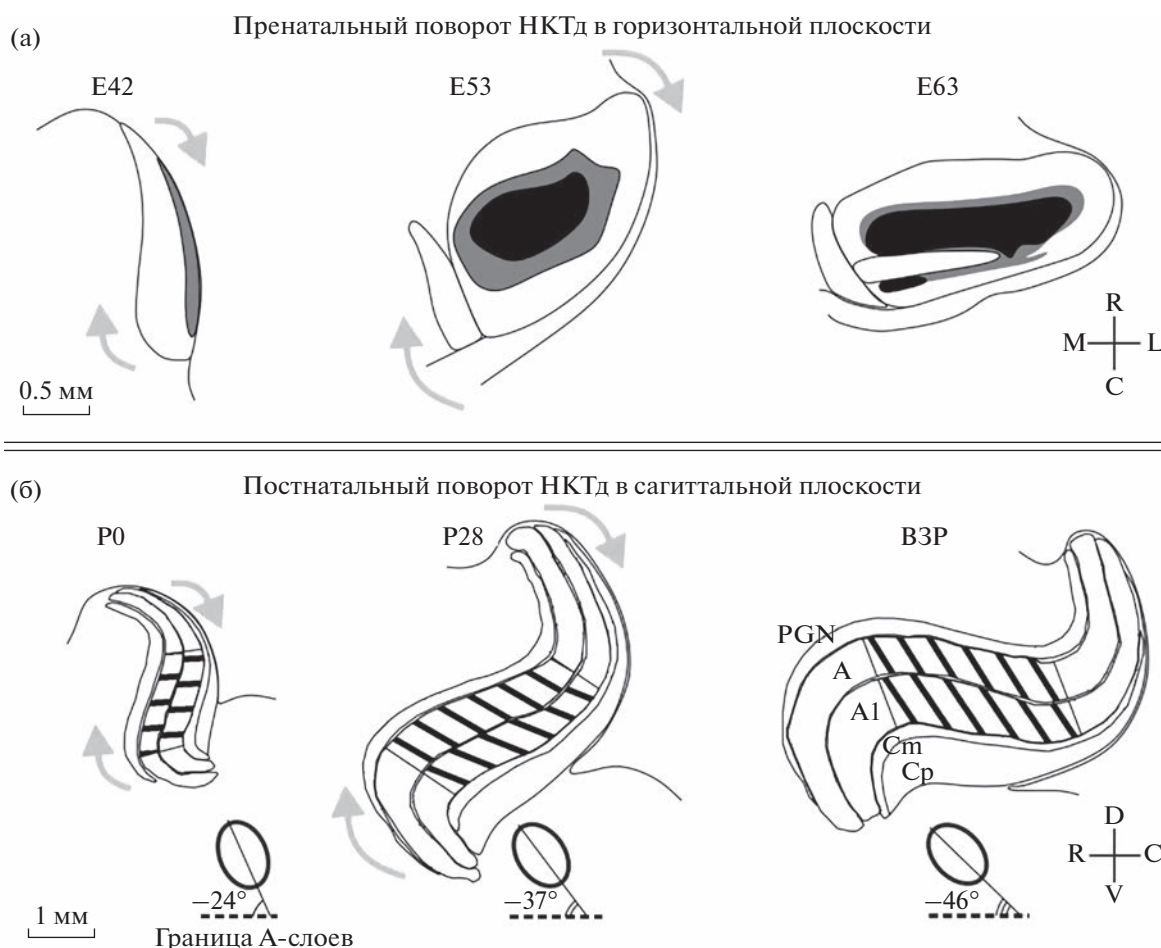 (а)
Пренатальный поворот НКТд в горизонтальной плоскости
E42
E53
E63
0.5 мм
R
M
L
C
(б)
Постнатальный поворот НКТд в сагиттальной плоскости
P0
P28
ВЗР
PGN
A
A1
Cm
Cp
D
R
C
V
−24°
−37°
−46°
1 мм
Граница А-слоев